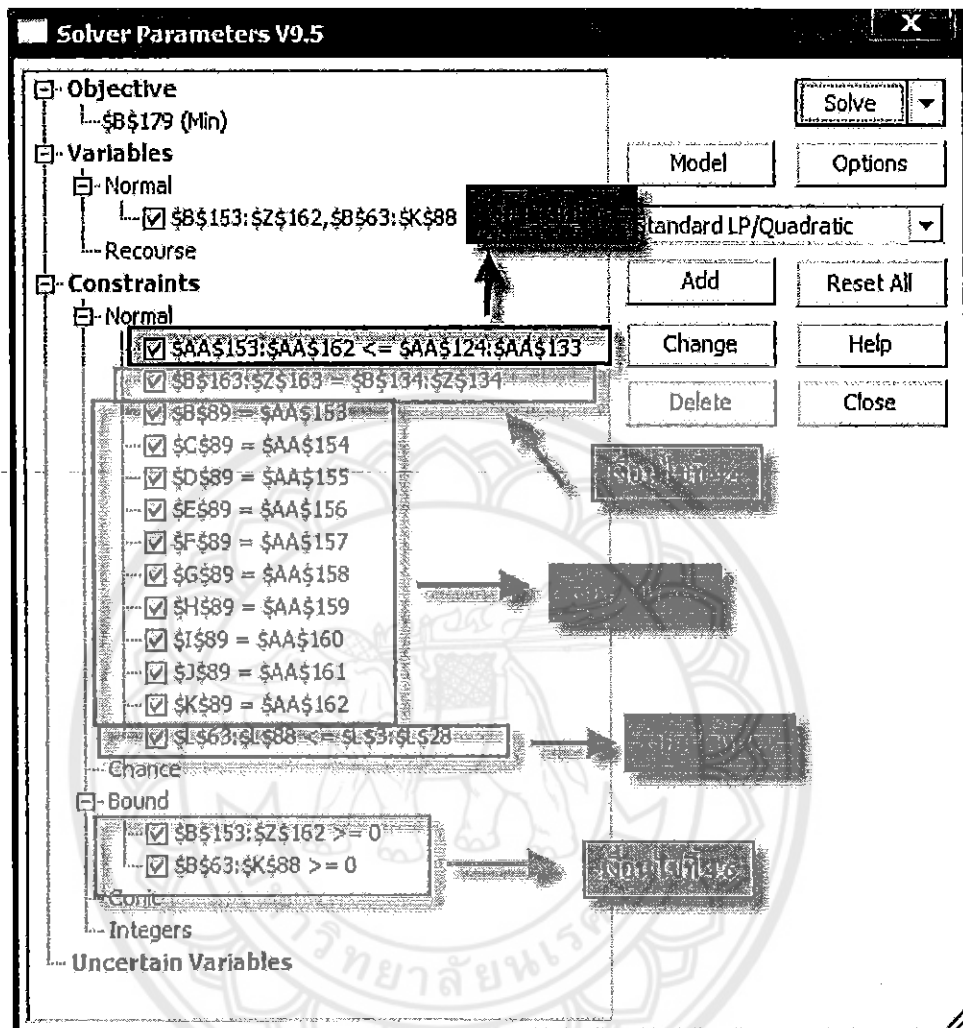 Solver Parameters V9.5
X
Objective
$B$179 (Min)
Variables
Normal
$B$153:$Z$162,$B$63:$K$88
Recourse
Constraints
Normal
$AA$153:$AA$162 <= $AA$124:$AA$133
$B$163:$Z$163 = $B$134:$Z$134
$B$89 = $AA$153
$C$89 = $AA$154
$D$89 = $AA$155
$E$89 = $AA$156
$F$89 = $AA$157
$G$89 = $AA$158
$H$89 = $AA$159
$I$89 = $AA$160
$J$89 = $AA$161
$K$89 = $AA$162
$L$63:$L$88 <= $L$3:$L$28
Chance
Bound
$B$153:$Z$162 >= 0
$B$63:$K$88 >= 0
Conic
Integers
Uncertain Variables
Solve
Model
Options
tandard LP/Quadratic
Add
Reset All
Change
Help
Delete
Close